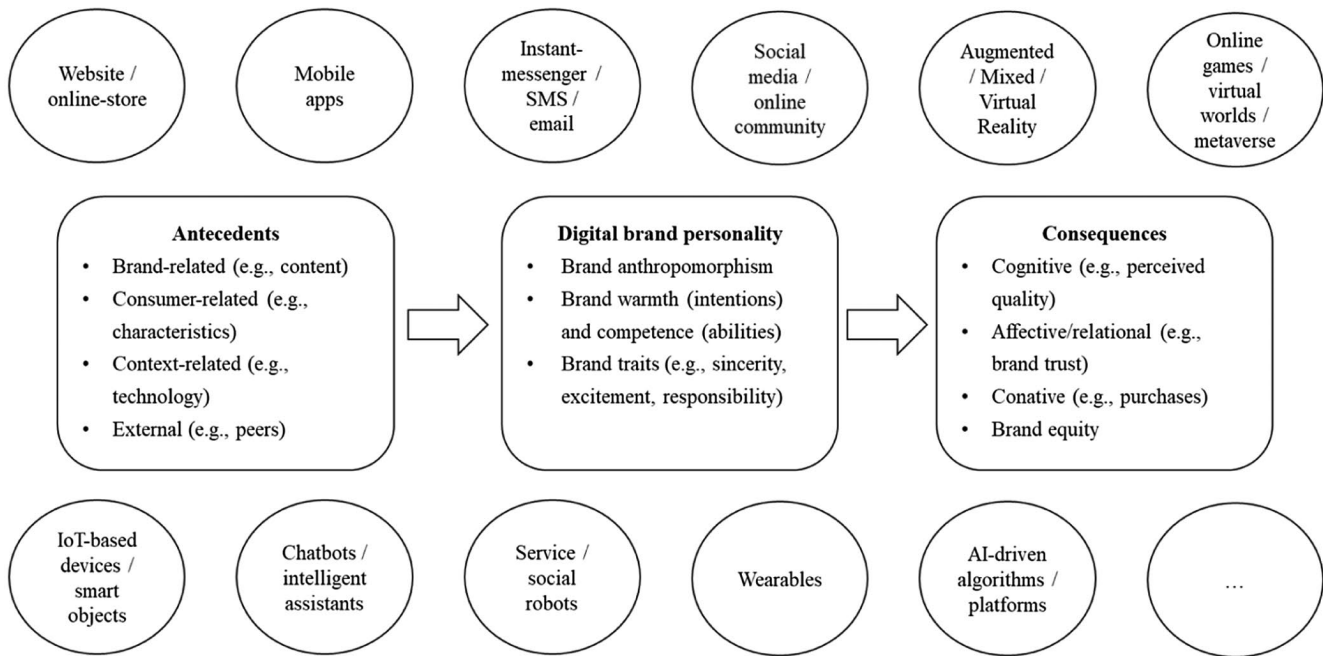 Website /
online-store
Mobile
apps
Instant-
messenger /
SMS /
email
Social
media /
online
community
Augmented
/ Mixed /
Virtual
Reality
Online
games /
virtual
worlds /
metaverse
Antecedents
• Brand-related (e.g., content)
• Consumer-related (e.g.,
characteristics)
• Context-related (e.g.,
technology)
• External (e.g., peers)
Digital brand personality
• Brand anthropomorphism
• Brand warmth (intentions)
and competence (abilities)
• Brand traits (e.g., sincerity,
excitement, responsibility)
Consequences
• Cognitive (e.g., perceived
quality)
• Affective/relational (e.g.,
brand trust)
• Conative (e.g., purchases)
• Brand equity
IoT-based
devices /
smart
objects
Chatbots /
intelligent
assistants
Service /
social
robots
Wearables
AI-driven
algorithms /
platforms
…